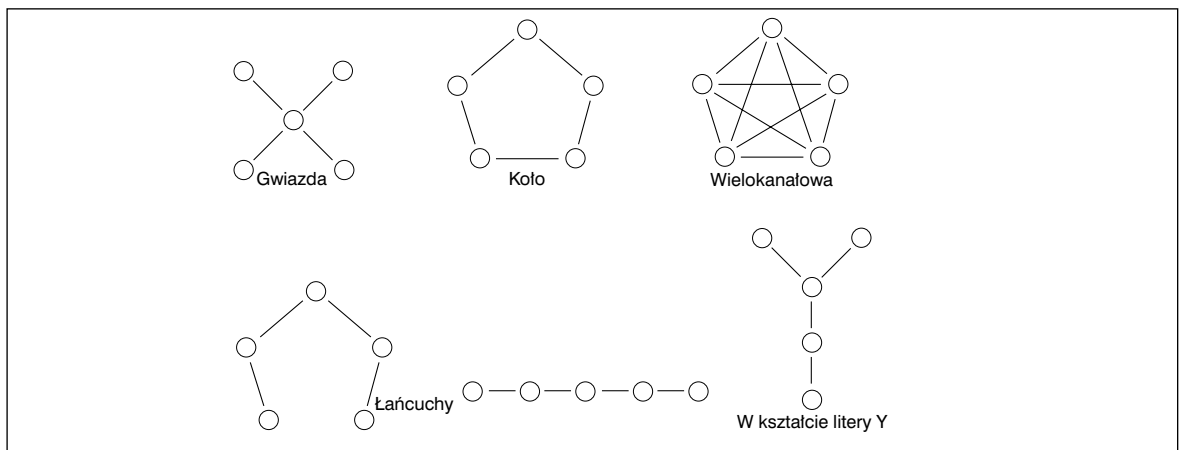 Gwiazda
Koło
Wielokanałowa
Łańcuchy
W kształcie litery Y